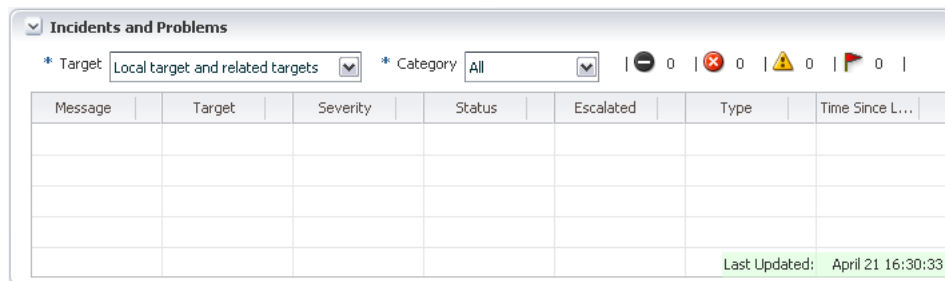 Incidents and Problems
* Target Local target and related targets * Category All | 0 | 0 | 0 | 0 |
Message Target Severity Status Escalated Type Time Since L...
Last Updated: April 21 16:30:33